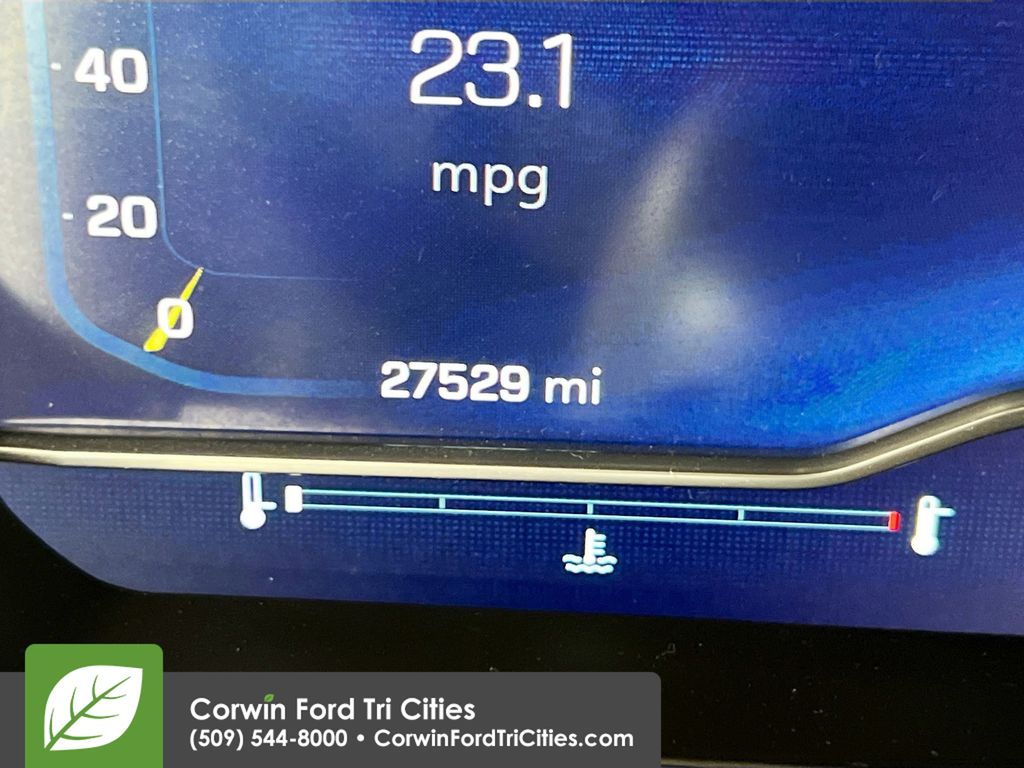 23.1
mpg
40
20
0
27529 mi
Corwin Ford Tri Cities
(509) 544-8000 • CorwinFordTriCities.com